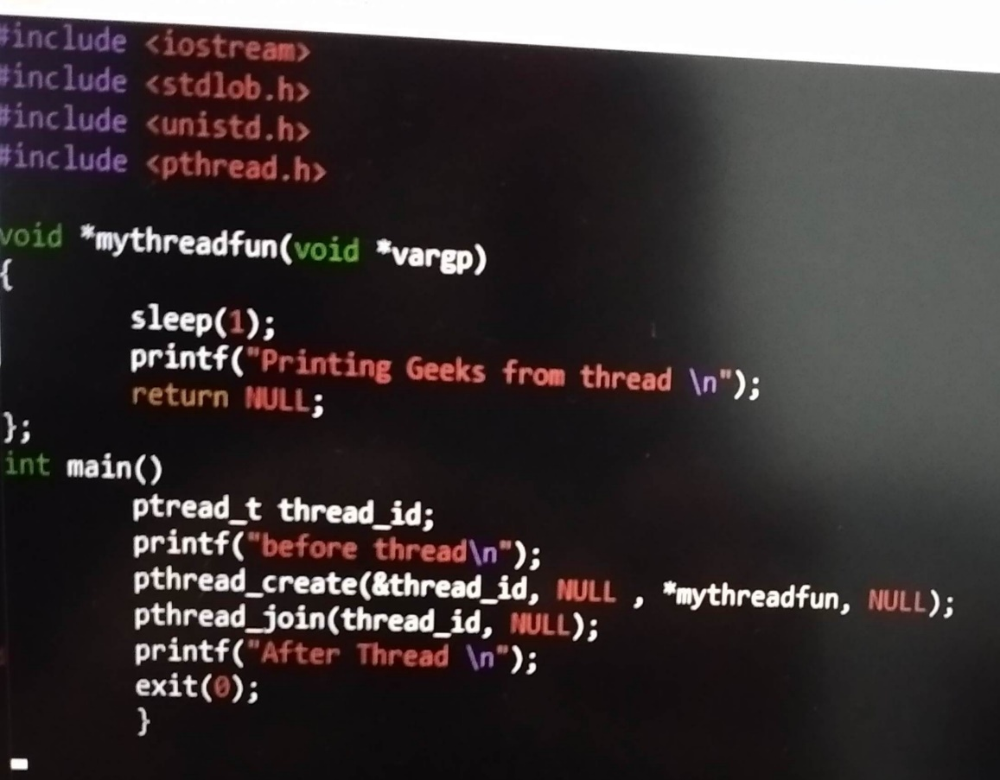 #include <iostream>
#include <stdlob.h>
#include <unistd.h>
#include <pthread.h>
void *mythreadfun(void *vargp)
{
sleep(1);
printf("Printing Geeks from thread \n");
return NULL;
};
int main()
ptread_t thread_id;
printf("before thread\n");
pthread_create(&thread_id, NULL , *mythreadfun, NULL);
pthread_join(thread_id, NULL);
printf("After Thread \n");
exit(0);
}